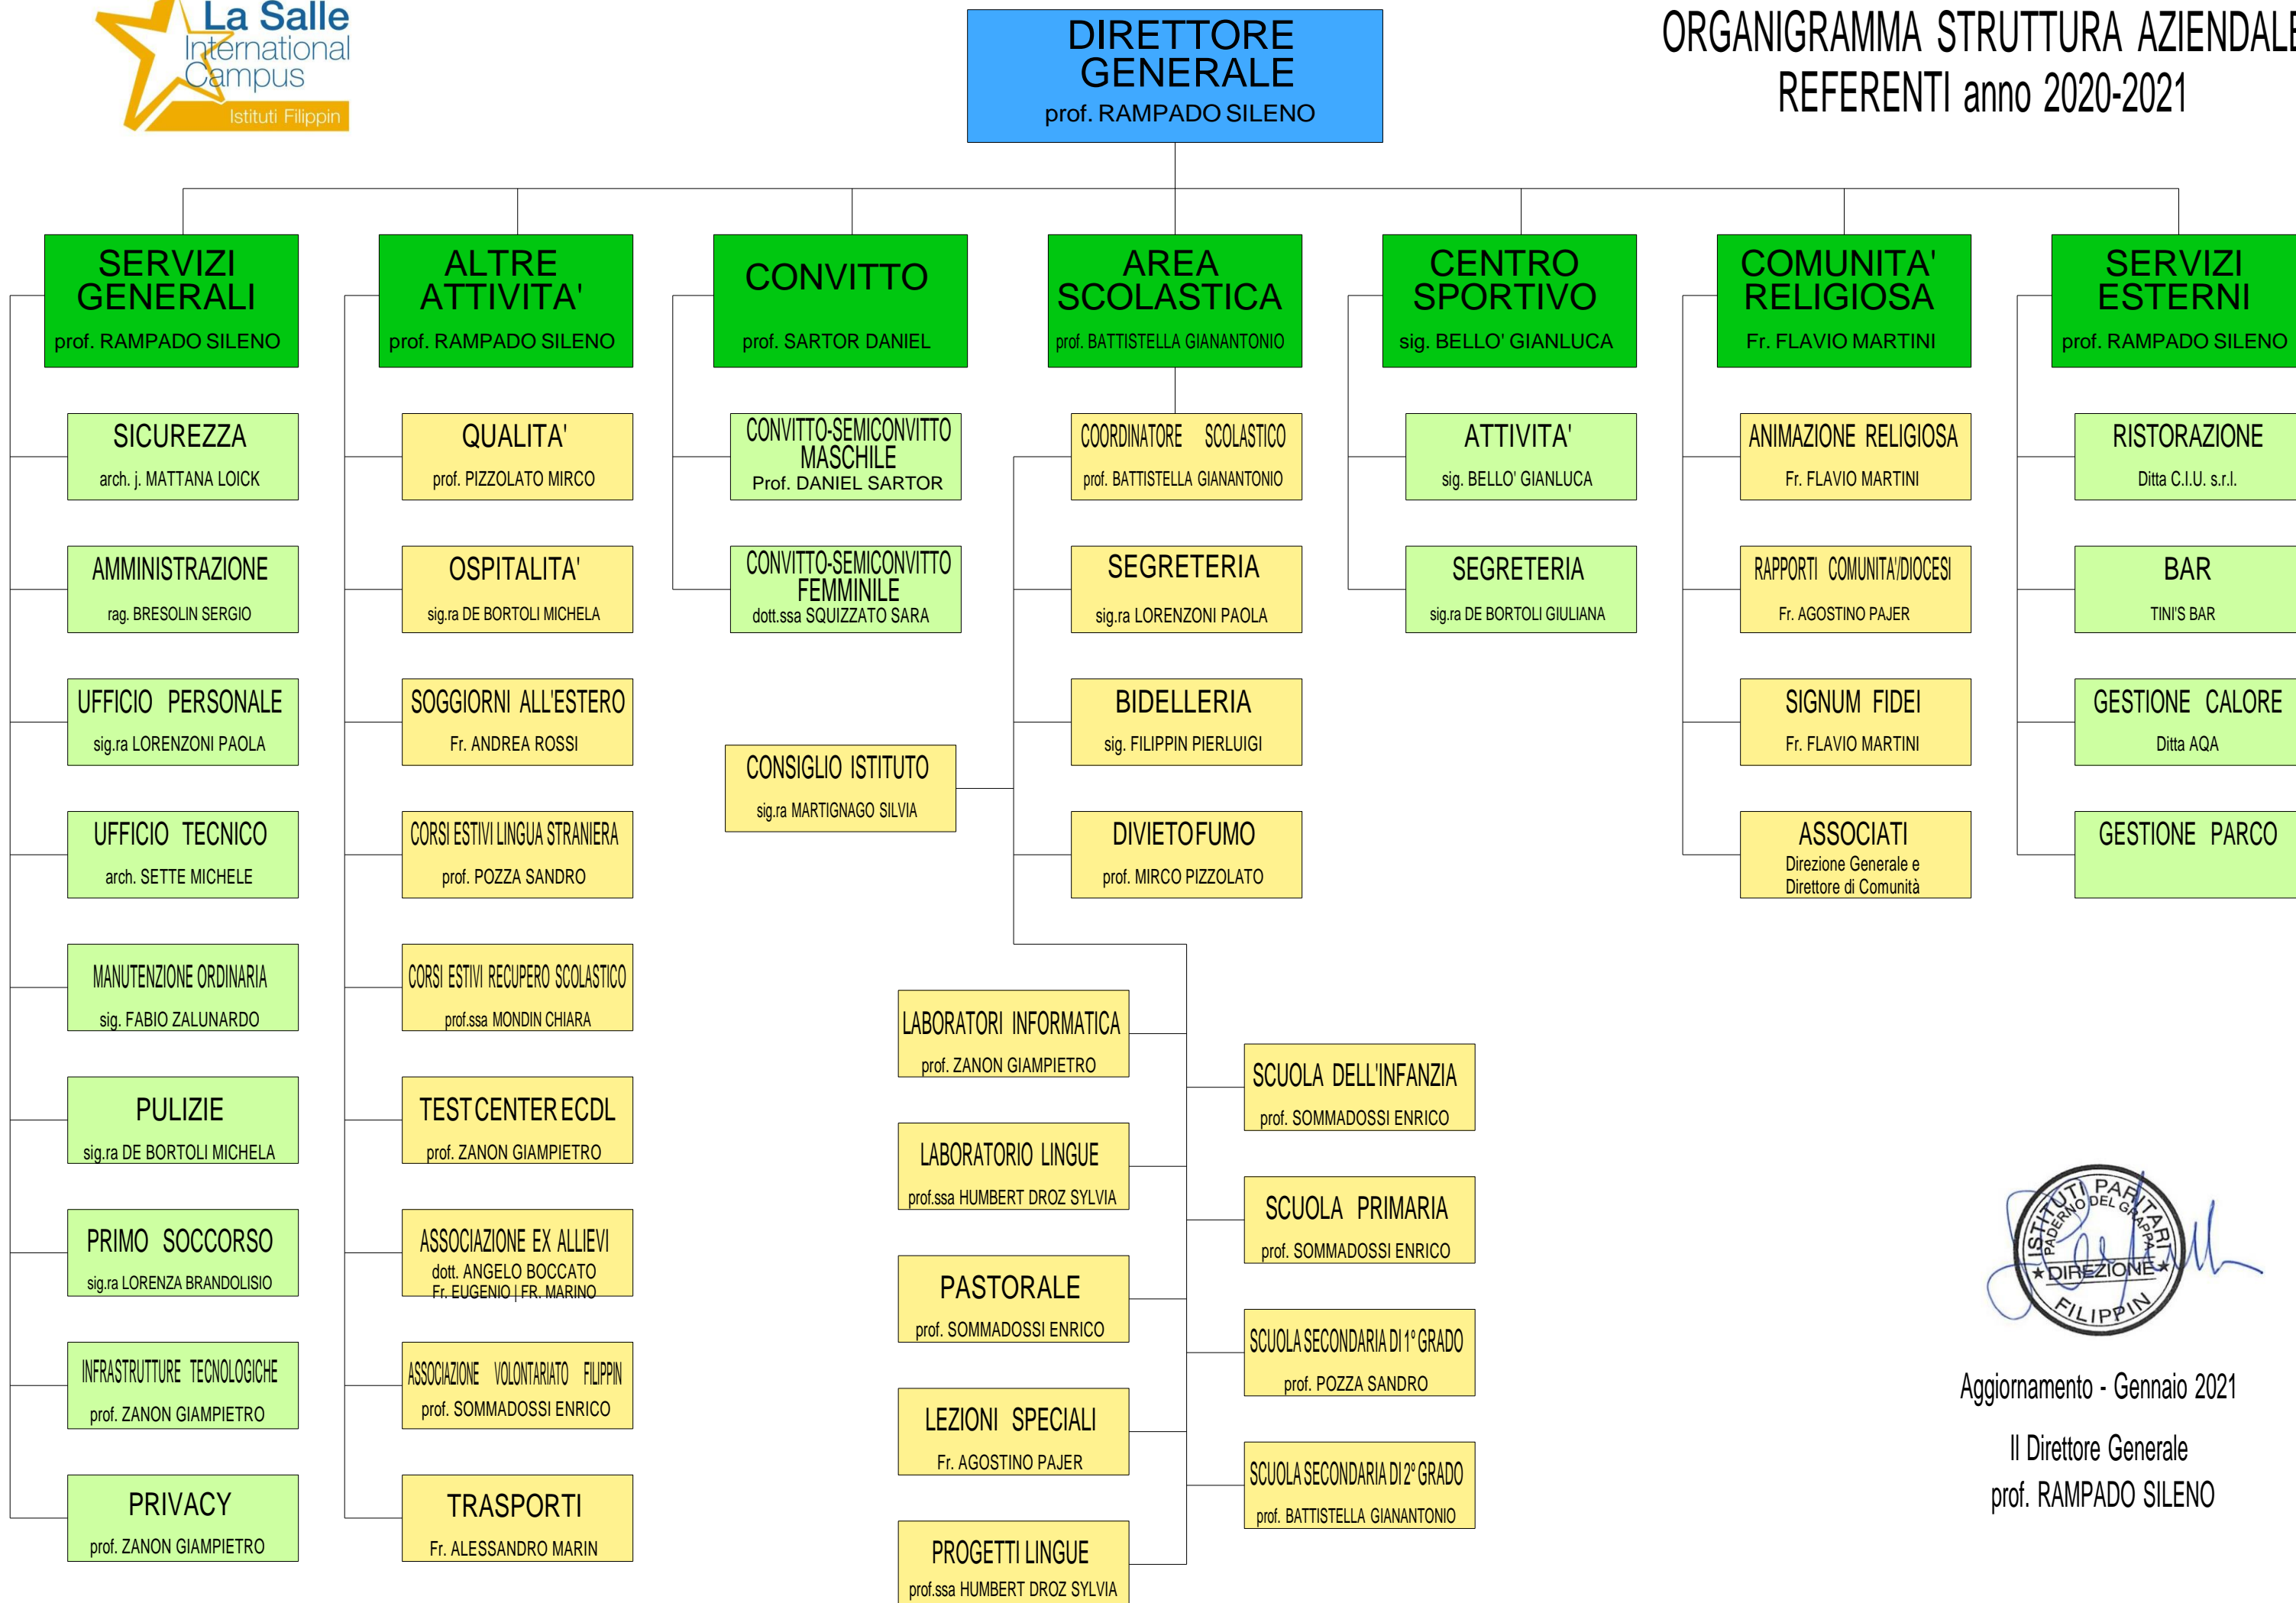 La Salle
International
Campus
Istituti Filippin
DIRETTORE
GENERALE
prof. RAMPADO SILENO
ORGANIGRAMMA STRUTTURA AZIENDALE
REFERENTI anno 2020-2021
SERVIZI
GENERALI
prof. RAMPADO SILENO
SICUREZZA
arch. j. MATTANA LOICK
AMMINISTRAZIONE
rag. BRESOLIN SERGIO
UFFICIO PERSONALE
sig.ra LORENZONI PAOLA
UFFICIO TECNICO
arch. SETTE MICHELE
MANUTENZIONE ORDINARIA
sig. FABIO ZALUNARDO
PULIZIE
sig.ra DE BORTOLI MICHELA
PRIMO SOCCORSO
sig.ra LORENZA BRANDOLISIO
INFRASTRUTTURE TECNOLOGICHE
prof. ZANON GIAMPIETRO
PRIVACY
prof. ZANON GIAMPIETRO
ALTRE
ATTIVITA'
prof. RAMPADO SILENO
QUALITA'
prof. PIZZOLATO MIRCO
OSPITALITA'
sig.ra DE BORTOLI MICHELA
SOGGIORNI ALL'ESTERO
Fr. ANDREA ROSSI
CORSI ESTIVI LINGUA STRANIERA
prof. POZZA SANDRO
CORSI ESTIVI RECUPERO SCOLASTICO
prof.ssa MONDIN CHIARA
TEST CENTER ECDL
prof. ZANON GIAMPIETRO
ASSOCIAZIONE EX ALLIEVI
dott. ANGELO BOCCATO
Fr. EUGENIO | FR. MARINO
ASSOCIAZIONE VOLONTARIATO FILIPPIN
prof. SOMMADOSSI ENRICO
TRASPORTI
Fr. ALESSANDRO MARIN
CONVITTO
prof. SARTOR DANIEL
CONVITTO-SEMICONVITTO
MASCHILE
Prof. DANIEL SARTOR
CONVITTO-SEMICONVITTO
FEMMINILE
dott.ssa SQUIZZATO SARA
AREA
SCOLASTICA
prof. BATTISTELLA GIANANTONIO
COORDINATORE SCOLASTICO
prof. BATTISTELLA GIANANTONIO
SEGRETERIA
sig.ra LORENZONI PAOLA
BIDELLERIA
sig. FILIPPIN PIERLUIGI
CONSIGLIO ISTITUTO
sig.ra MARTIGNAGO SILVIA
DIVIETO FUMO
prof. MIRCO PIZZOLATO
LABORATORI INFORMATICA
prof. ZANON GIAMPIETRO
LABORATORIO LINGUE
prof.ssa HUMBERT DROZ SYLVIA
PASTORALE
prof. SOMMADOSSI ENRICO
LEZIONI SPECIALI
Fr. AGOSTINO PAJER
PROGETTI LINGUE
prof.ssa HUMBERT DROZ SYLVIA
SCUOLA DELL'INFANZIA
prof. SOMMADOSSI ENRICO
SCUOLA PRIMARIA
prof. SOMMADOSSI ENRICO
SCUOLA SECONDARIA DI 1° GRADO
prof. POZZA SANDRO
SCUOLA SECONDARIA DI 2° GRADO
prof. BATTISTELLA GIANANTONIO
CENTRO
SPORTIVO
sig. BELLO' GIANLUCA
ATTIVITA'
sig. BELLO' GIANLUCA
SEGRETERIA
sig.ra DE BORTOLI GIULIANA
COMUNITA'
RELIGIOSA
Fr. FLAVIO MARTINI
ANIMAZIONE RELIGIOSA
Fr. FLAVIO MARTINI
RAPPORTI COMUNITA'/DIOCESI
Fr. AGOSTINO PAJER
SIGNUM FIDEI
Fr. FLAVIO MARTINI
ASSOCIATI
Direzione Generale e
Direttore di Comunità
SERVIZI
ESTERNI
prof. RAMPADO SILENO
RISTORAZIONE
Ditta C.I.U. s.r.l.
BAR
TINI'S BAR
GESTIONE CALORE
Ditta AQA
GESTIONE PARCO
ISTITUTI PARITARI
PADERNO DEL GRAPPA
★ DIREZIONE ★
FILIPPIN
Aggiornamento - Gennaio 2021
Il Direttore Generale
prof. RAMPADO SILENO